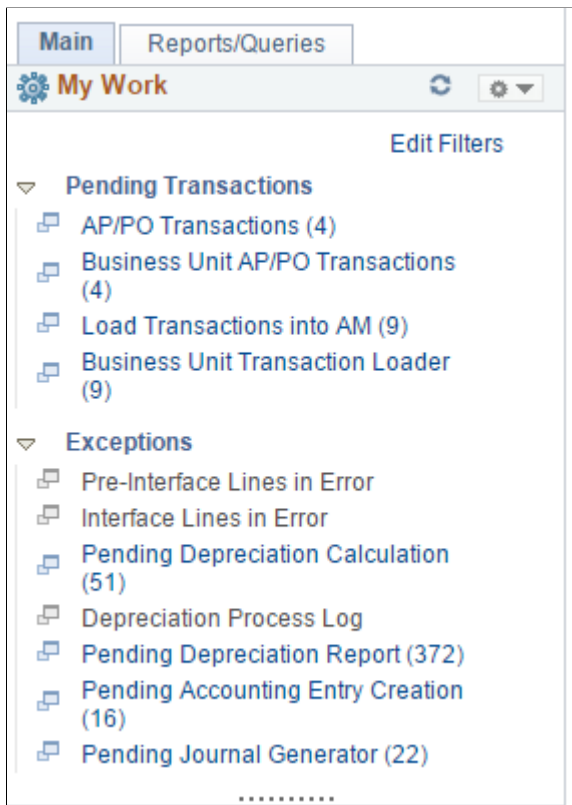 Main
Reports/Queries
My Work
Edit Filters
Pending Transactions
AP/PO Transactions (4)
Business Unit AP/PO Transactions
(4)
Load Transactions into AM (9)
Business Unit Transaction Loader
(9)
Exceptions
Pre-Interface Lines in Error
Interface Lines in Error
Pending Depreciation Calculation
(51)
Depreciation Process Log
Pending Depreciation Report (372)
Pending Accounting Entry Creation
(16)
Pending Journal Generator (22)